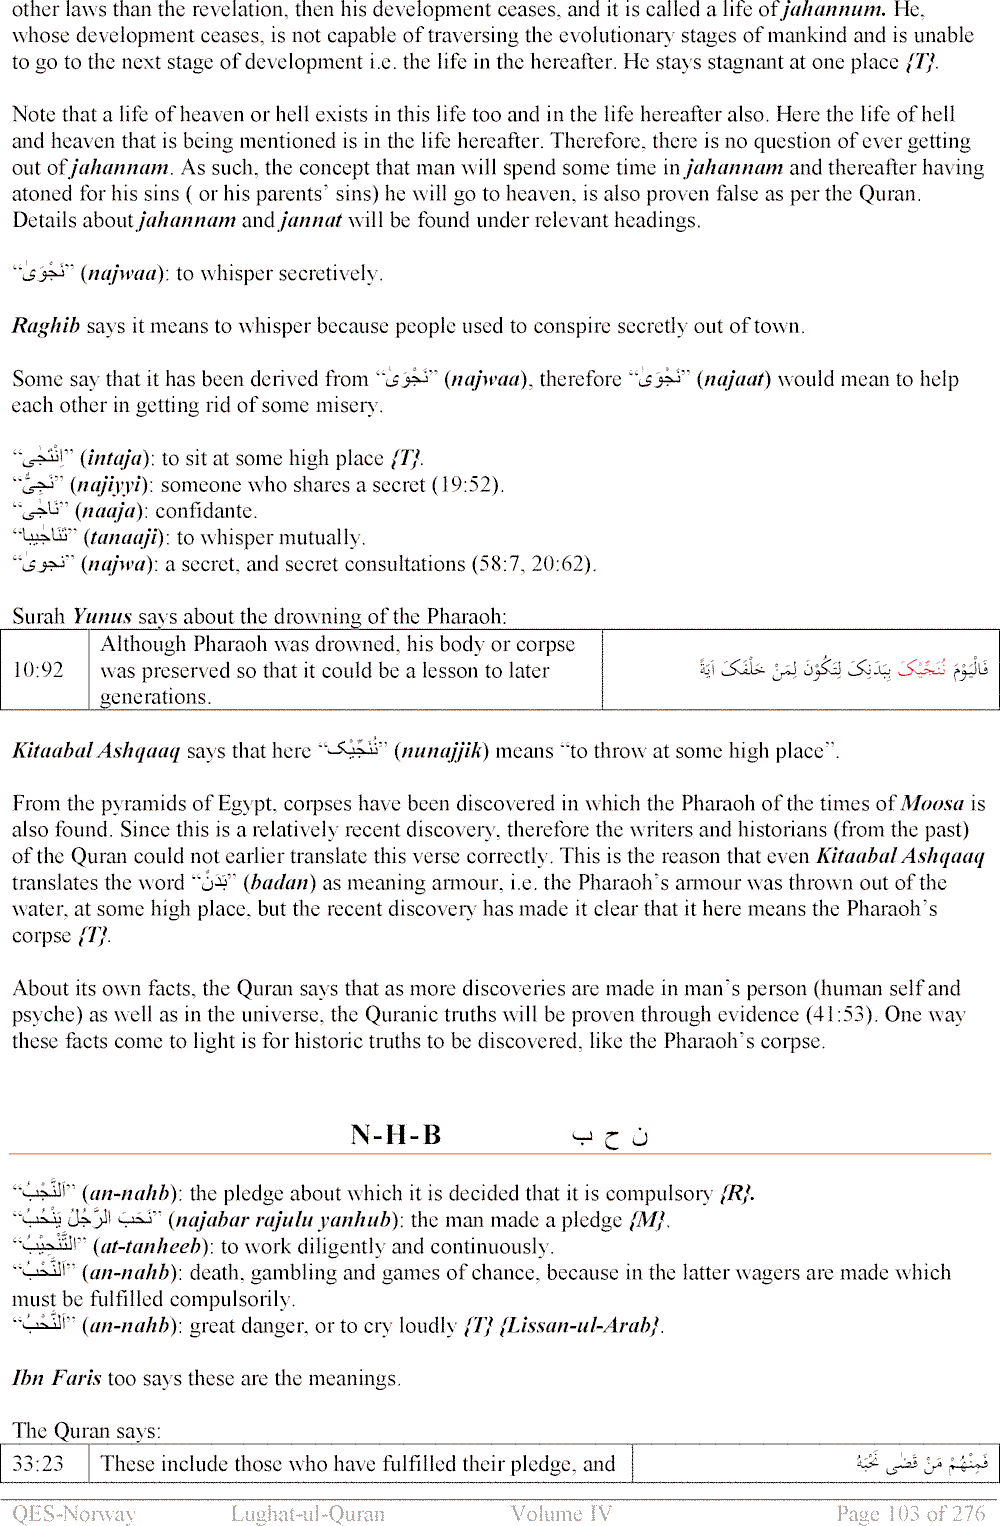 other laws than the revelation, then his development ceases, and it is called a life of jahannum. He,
whose development ceases, is not capable of traversing the evolutionary stages of mankind and is unable
to go to the next stage of development i.e. the life in the hereafter. He stays stagnant at one place {T}.
Note that a life of heaven or hell exists in this life too and in the life hereafter also. Here the life of hell
and heaven that is being mentioned is in the life hereafter. Therefore, there is no question of ever getting
out of jahannam. As such, the concept that man will spend some time in jahannam and thereafter having
atoned for his sins ( or his parents’ sins) he will go to heaven, is also proven false as per the Quran.
Details about jahannam and jannat will be found under relevant headings.
“نَجْوٰی” (najwaa): to whisper secretively.
Raghib says it means to whisper because people used to conspire secretly out of town.
Some say that it has been derived from “نَجْوٰی” (najwaa), therefore “نَجْوٰی” (najaat) would mean to help
each other in getting rid of some misery.
“اِنْتَجٰی” (intaja): to sit at some high place {T}.
“نَجِیٌّ” (najiyyi): someone who shares a secret (19:52).
“نَاجٰی” (naaja): confidante.
“تَنَاجَیَا” (tanaaji): to whisper mutually.
“نجویٰ” (najwa): a secret, and secret consultations (58:7, 20:62).
Surah Yunus says about the drowning of the Pharaoh:
10:92 Although Pharaoh was drowned, his body or corpse
was preserved so that it could be a lesson to later فَالْیَوْمَ نُنَجِّیْکَ بِبَدَنِکَ لِتَکُوْنَ لِمَنْ خَلْفَکَ اٰیَةً
generations.
Kitaabal Ashqaaq says that here “نُنَجِّیْکَ” (nunajjik) means “to throw at some high place”.
From the pyramids of Egypt, corpses have been discovered in which the Pharaoh of the times of Moosa is
also found. Since this is a relatively recent discovery, therefore the writers and historians (from the past)
of the Quran could not earlier translate this verse correctly. This is the reason that even Kitaabal Ashqaaq
translates the word “بَدَنٌ” (badan) as meaning armour, i.e. the Pharaoh’s armour was thrown out of the
water, at some high place, but the recent discovery has made it clear that it here means the Pharaoh’s
corpse {T}.
About its own facts, the Quran says that as more discoveries are made in man’s person (human self and
psyche) as well as in the universe, the Quranic truths will be proven through evidence (41:53). One way
these facts come to light is for historic truths to be discovered, like the Pharaoh’s corpse.
N-H-B ن ح ب
“اَلنَّحْبُ” (an-nahb): the pledge about which it is decided that it is compulsory {R}.
“نَحَبَ الرَّجُلُ یَنْحُبُ” (najabar rajulu yanhub): the man made a pledge {M}.
“اَلتَّنْحِیْبُ” (at-tanheeb): to work diligently and continuously.
“اَلنَّحْبُ” (an-nahb): death, gambling and games of chance, because in the latter wagers are made which
must be fulfilled compulsorily.
“اَلنَّحْبُ” (an-nahb): great danger, or to cry loudly {T} {Lissan-ul-Arab}.
Ibn Faris too says these are the meanings.
The Quran says:
33:23 These include those who have fulfilled their pledge, and فَمِنْهُمْ مَنْ قَضٰی نَحْبَهُ
QES-Norway Lughat-ul-Quran Volume IV Page 103 of 276